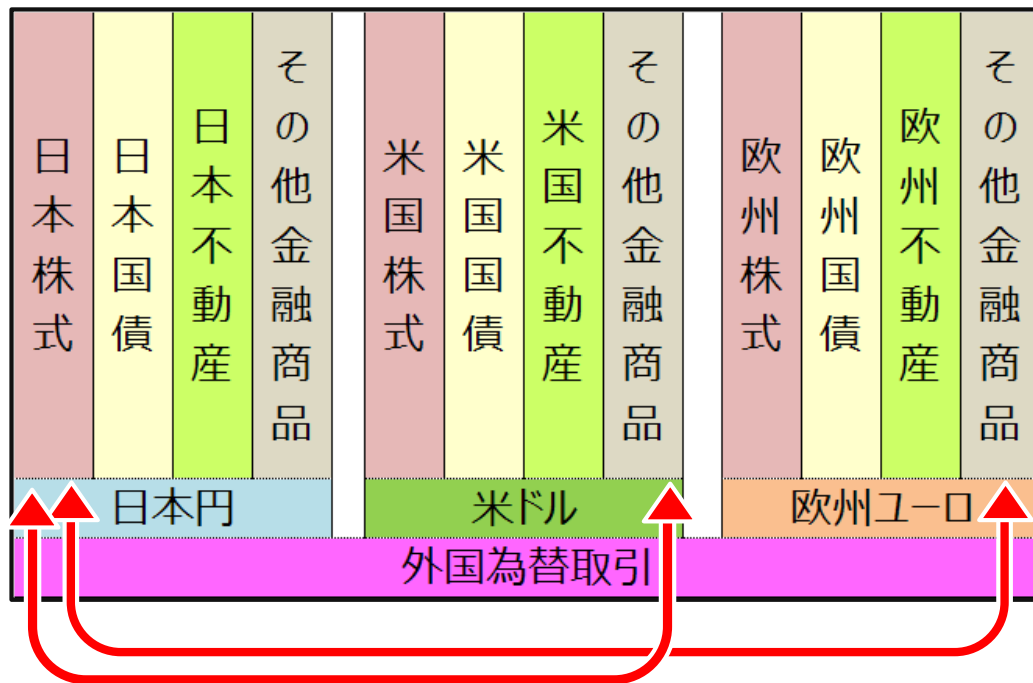 日本株式
日本国債
日本不動産
その他金融商品
米国株式
米国国債
米国不動産
その他金融商品
欧州株式
欧州国債
欧州不動産
その他金融商品
日本円
米ドル
欧州ユーロ
外国為替取引